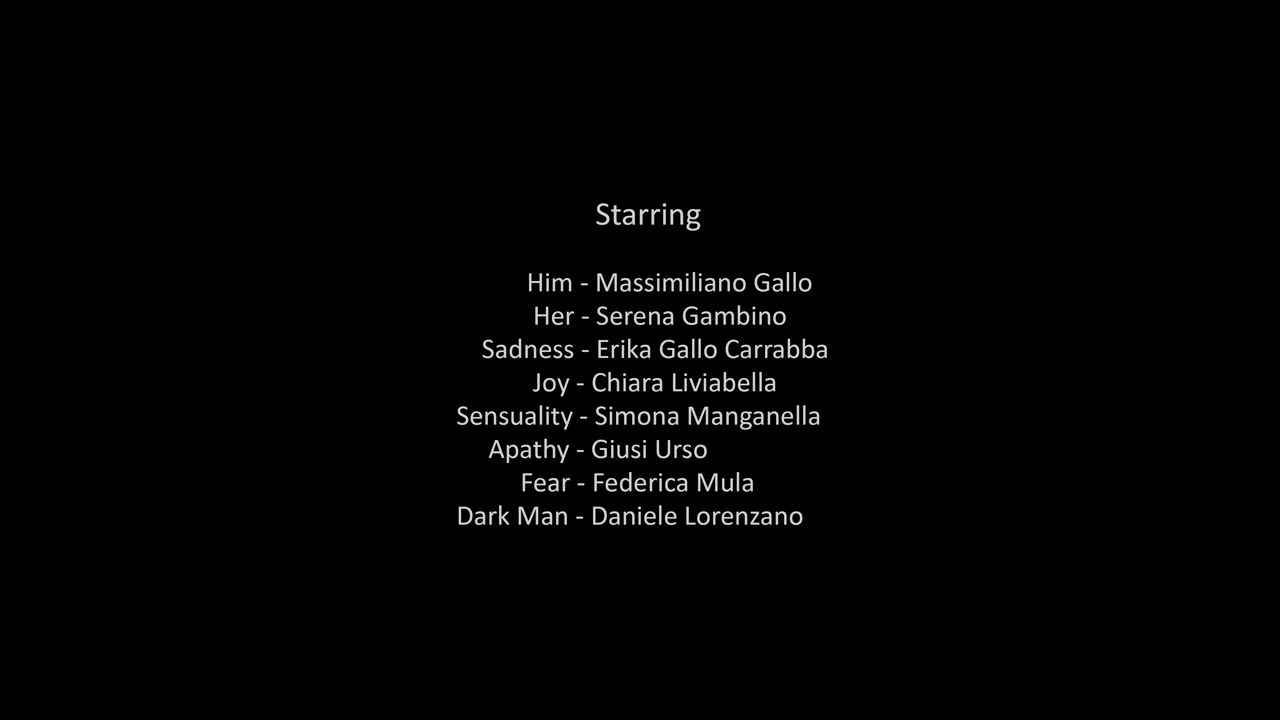 Starring
Him - Massimiliano Gallo
Her - Serena Gambino
Sadness - Erika Gallo Carrabba
Joy - Chiara Liviabella
Sensuality - Simona Manganella
Apathy - Giusi Urso
Fear - Federica Mula
Dark Man - Daniele Lorenzano